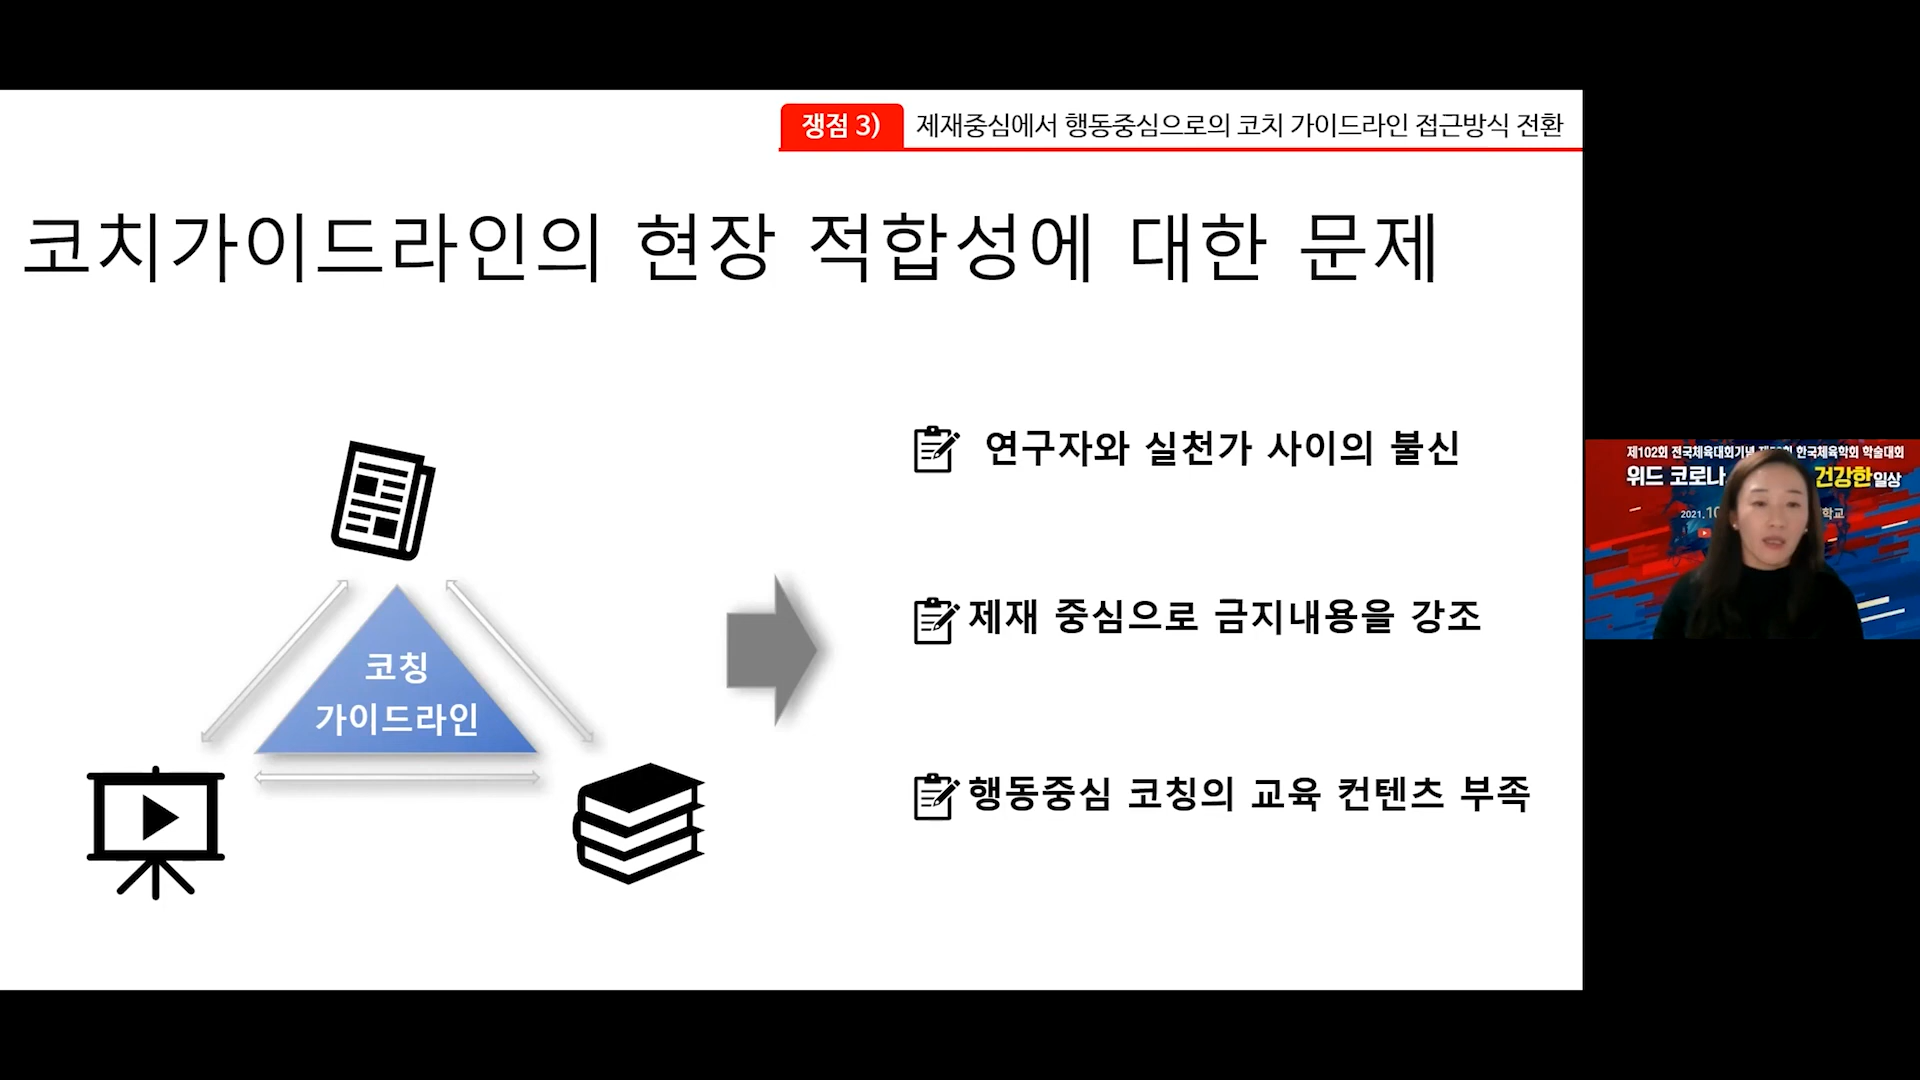 쟁점 3) 제재중심에서 행동중심으로의 코치 가이드라인 접근방식 전환
코치가이드라인의 현장 적합성에 대한 문제
코칭
가이드라인
연구자와 실천가 사이의 불신
제재 중심으로 금지내용을 강조
행동중심 코칭의 교육 컨텐츠 부족
제102회 전국체육대회기념 한국체육학회 학술대회
위드 코로나 건강한일상
2021. 10
학교